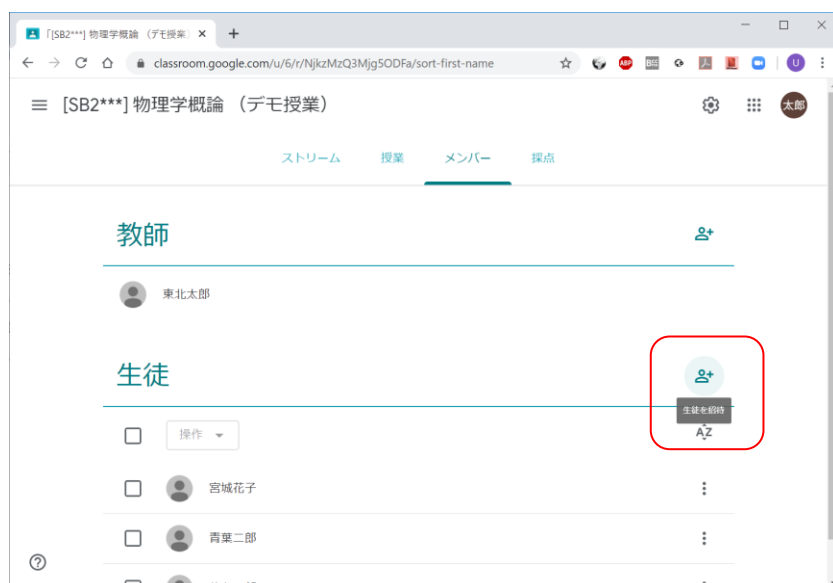 「[SB2***] 物理学概論 （デモ授業）
classroom.google.com/u/6/r/NjkzMzQ3Mjg5ODFa/sort-first-name
ABP
U
[SB2***] 物理学概論 （デモ授業）
太郎
ストリーム 授業 メンバー 採点
教師
東北太郎
生徒
生徒を招待
操作
AZ
宮城花子
青葉二郎